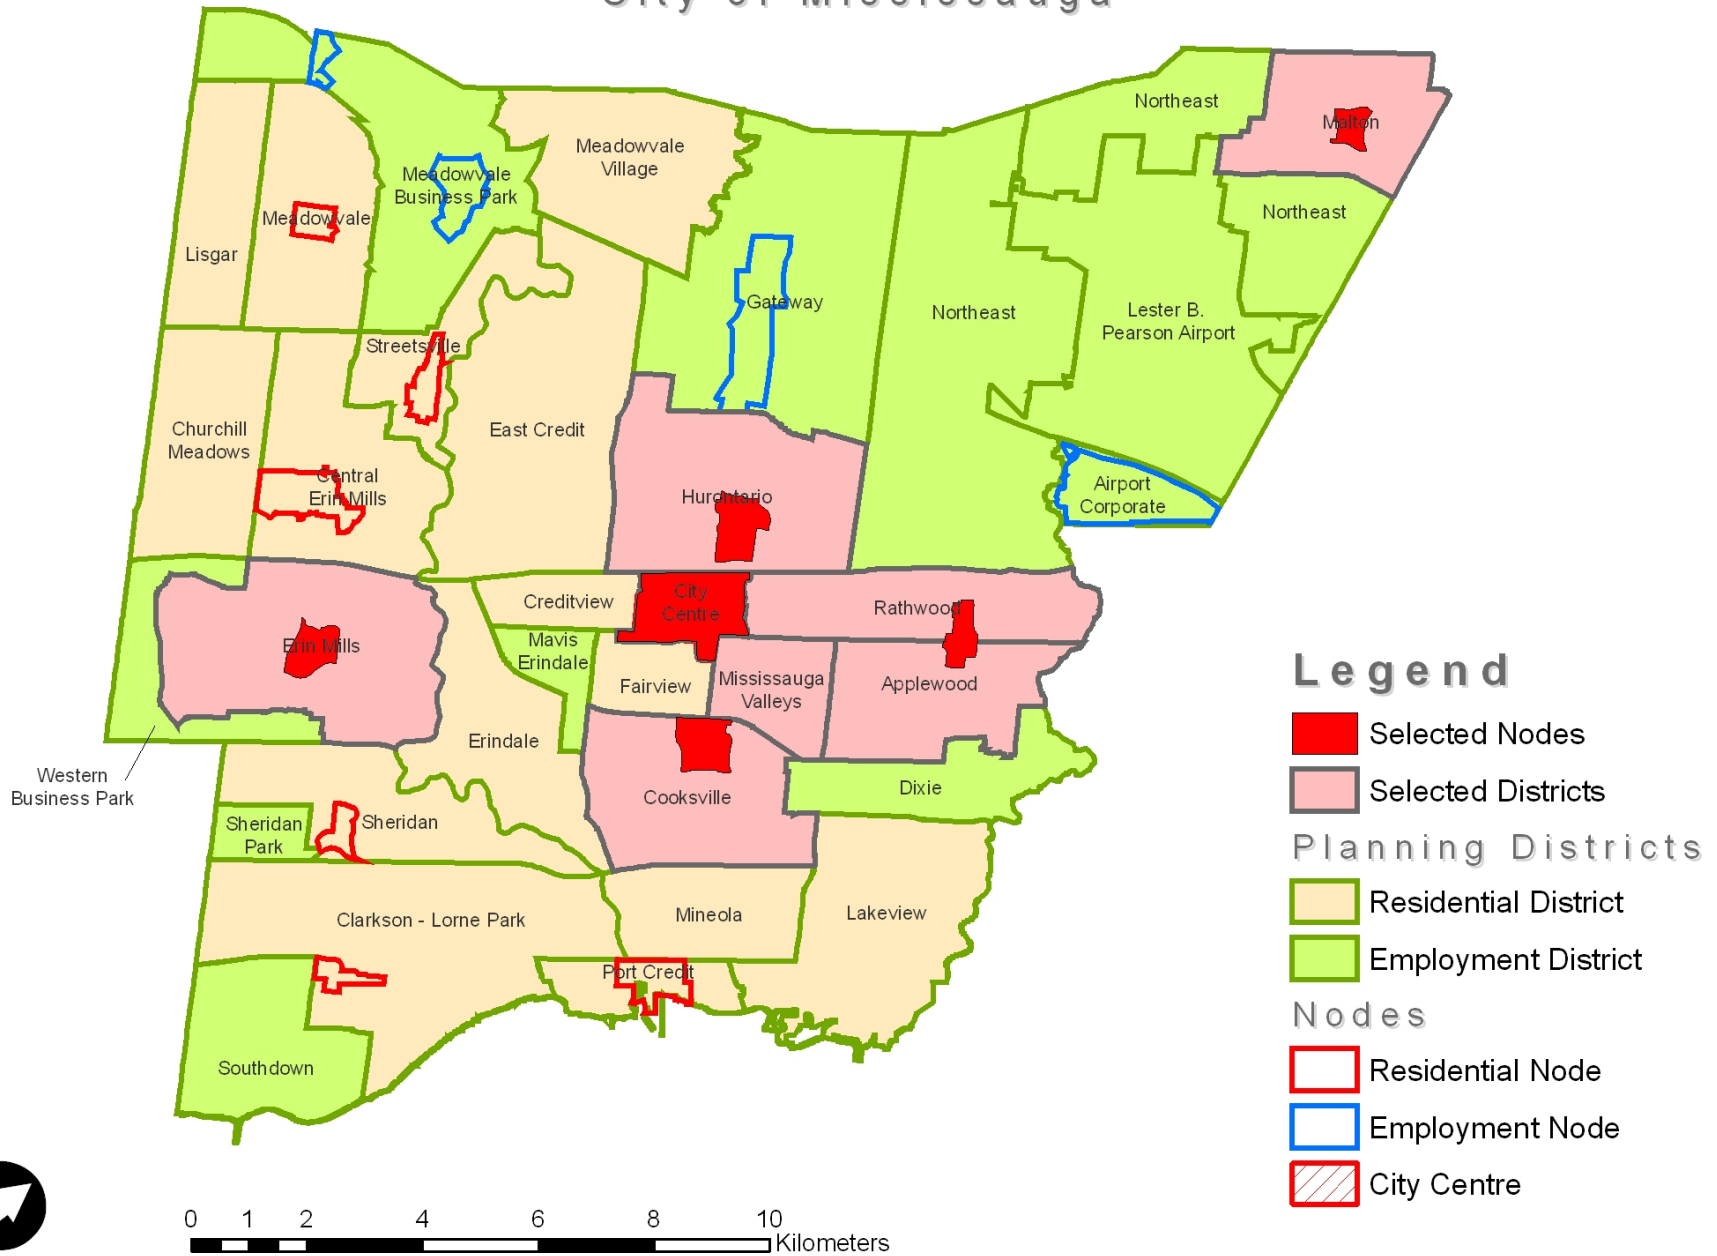 City of Mississauga
Northeast
Malton
Meadowvale
Village
Meadowvale
Business Park
Northeast
Meadowvale
Lisgar
Gateway
Northeast
Lester B.
Pearson Airport
Streetsville
Churchill
Meadows
East Credit
Central
Erin Mills
Hurontario
Airport
Corporate
Creditview
City
Centre
Rathwood
Mavis
Erindale
Erin Mills
Fairview
Mississauga
Valleys
Applewood
Erindale
Western
Business Park
Cooksville
Dixie
Sheridan
Park
Sheridan
Clarkson - Lorne Park
Mineola
Lakeview
Port Credit
Southdown
Legend
Selected Nodes
Selected Districts
Planning Districts
Residential District
Employment District
Nodes
Residential Node
Employment Node
City Centre
0 1 2 4 6 8 10
Kilometers